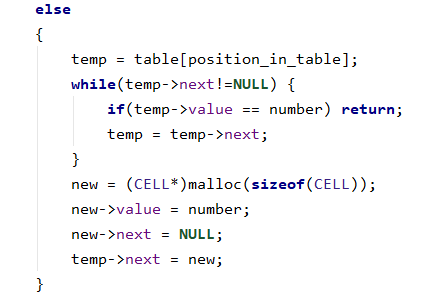 else
{
    temp = table[position_in_table];
    while(temp->next!=NULL) {
        if(temp->value == number) return;
        temp = temp->next;
    }
    new = (CELL*)malloc(sizeof(CELL));
    new->value = number;
    new->next = NULL;
    temp->next = new;
}